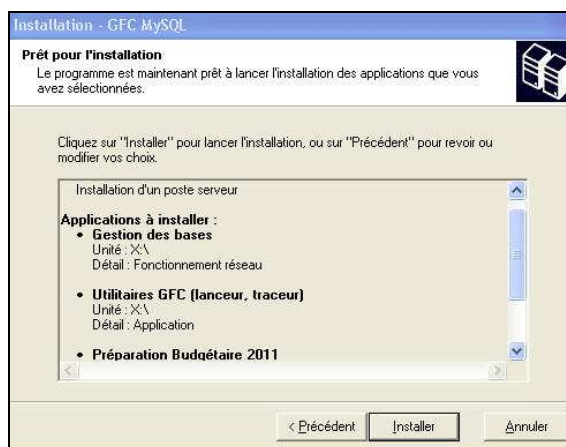 Installation - GFC MySQL
Prêt pour l'installation
Le programme est maintenant prêt à lancer l'installation des applications que vous
avez sélectionnées.
Cliquez sur "Installer" pour lancer l'installation, ou sur "Précédent" pour revoir ou
modifier vos choix.
Installation d'un poste serveur
Applications à installer :
• Gestion des bases
Unité : X:\
Détail : Fonctionnement réseau
• Utilitaires GFC (lanceur, traceur)
Unité : X:\
Détail : Application
• Préparation Budgétaire 2011
< Précédent
Installer
Annuler